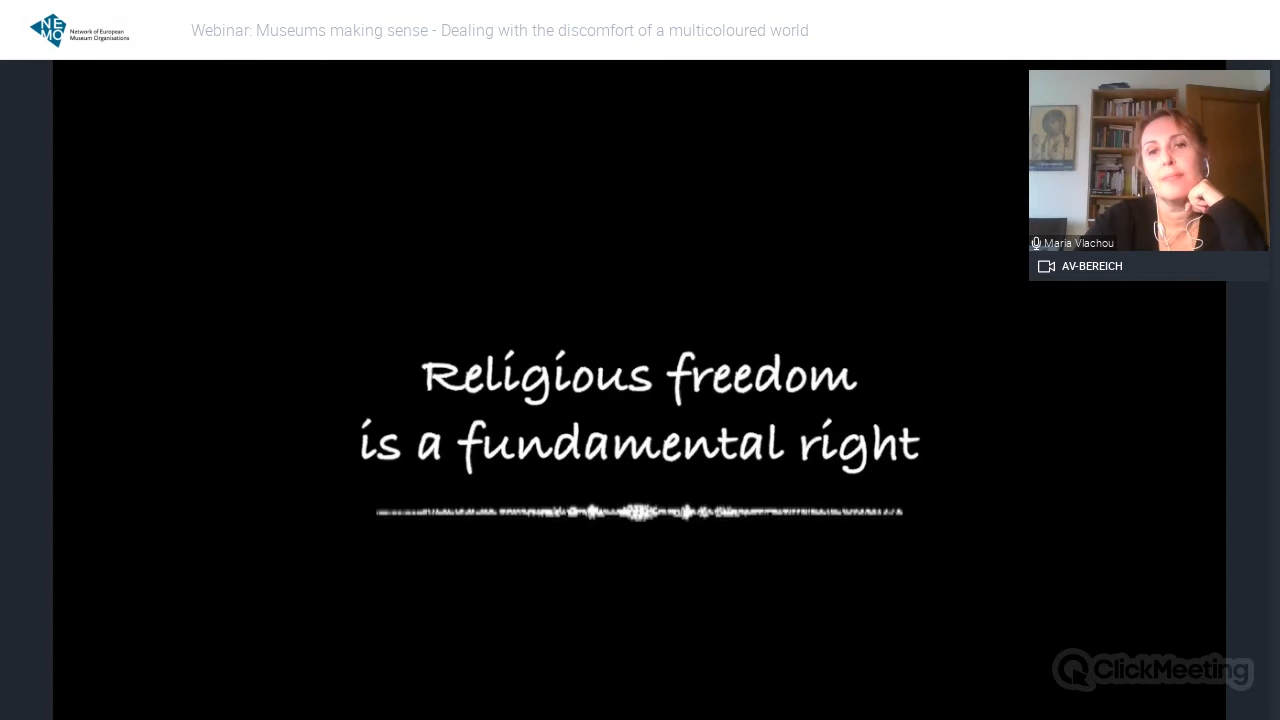 NE
MO
Network of European
Museum Organisations
Webinar: Museums making sense - Dealing with the discomfort of a multicoloured world
Maria Vlachou
AV-BEREICH
Religious freedom
is a fundamental right
ClickMeeting